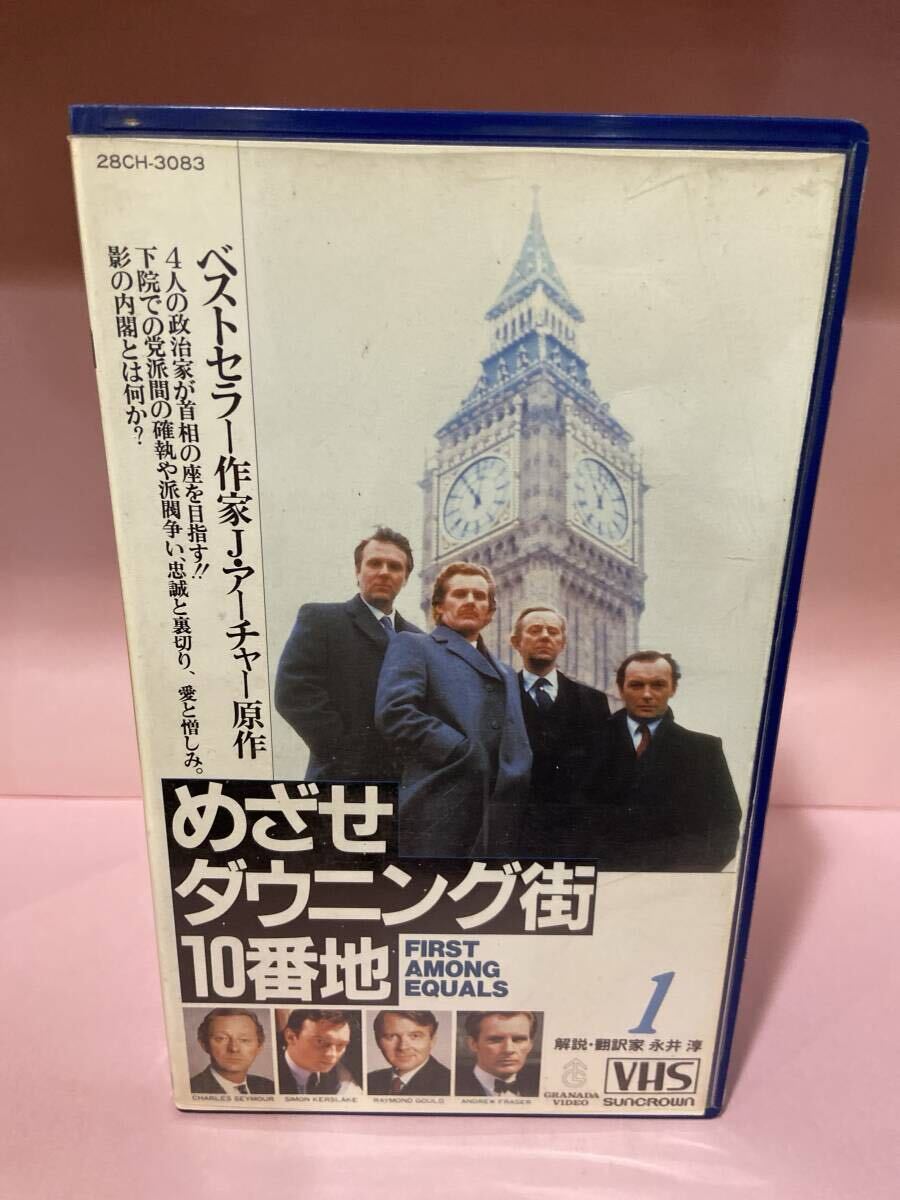 28CH-3083
ベストセラー作家J・アーチャー原作
4人の政治家が首相の座を目指す!!
下院での党派間の確執や派閥争い、忠誠と裏切り、愛と憎しみ。
影の内閣とは何か?
めざせ
ダウニング街
10番地
FIRST
AMONG
EQUALS
1
解説・翻訳家 永井 淳
CHARLES SEYMOUR
SIMON KERSLAKE
RAYMOND GOULD
ANDREW FRASER
GRANADA
VIDEO
VHS
SUNCROWN